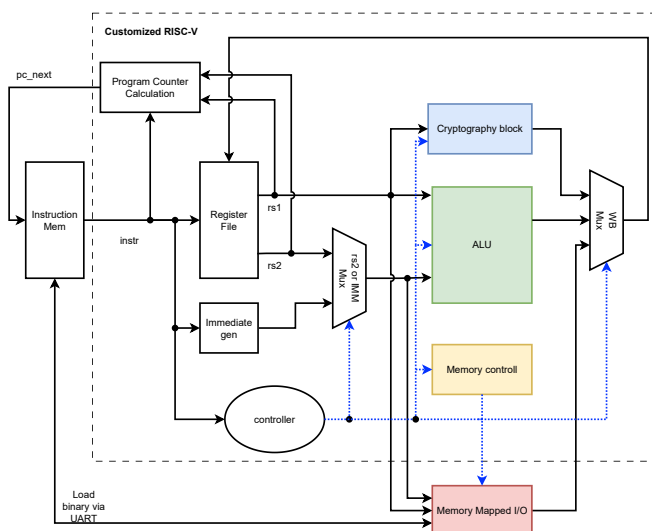 Customized RISC-V
pc_next
Program Counter
Calculation
Cryptography block
Instruction
Mem
instr
Register
File
rs1
rs2
rs2 or IMM
Mux
ALU
WB
Mux
Immediate
gen
Memory controll
controller
Load
binary via
UART
Memory Mapped I/O